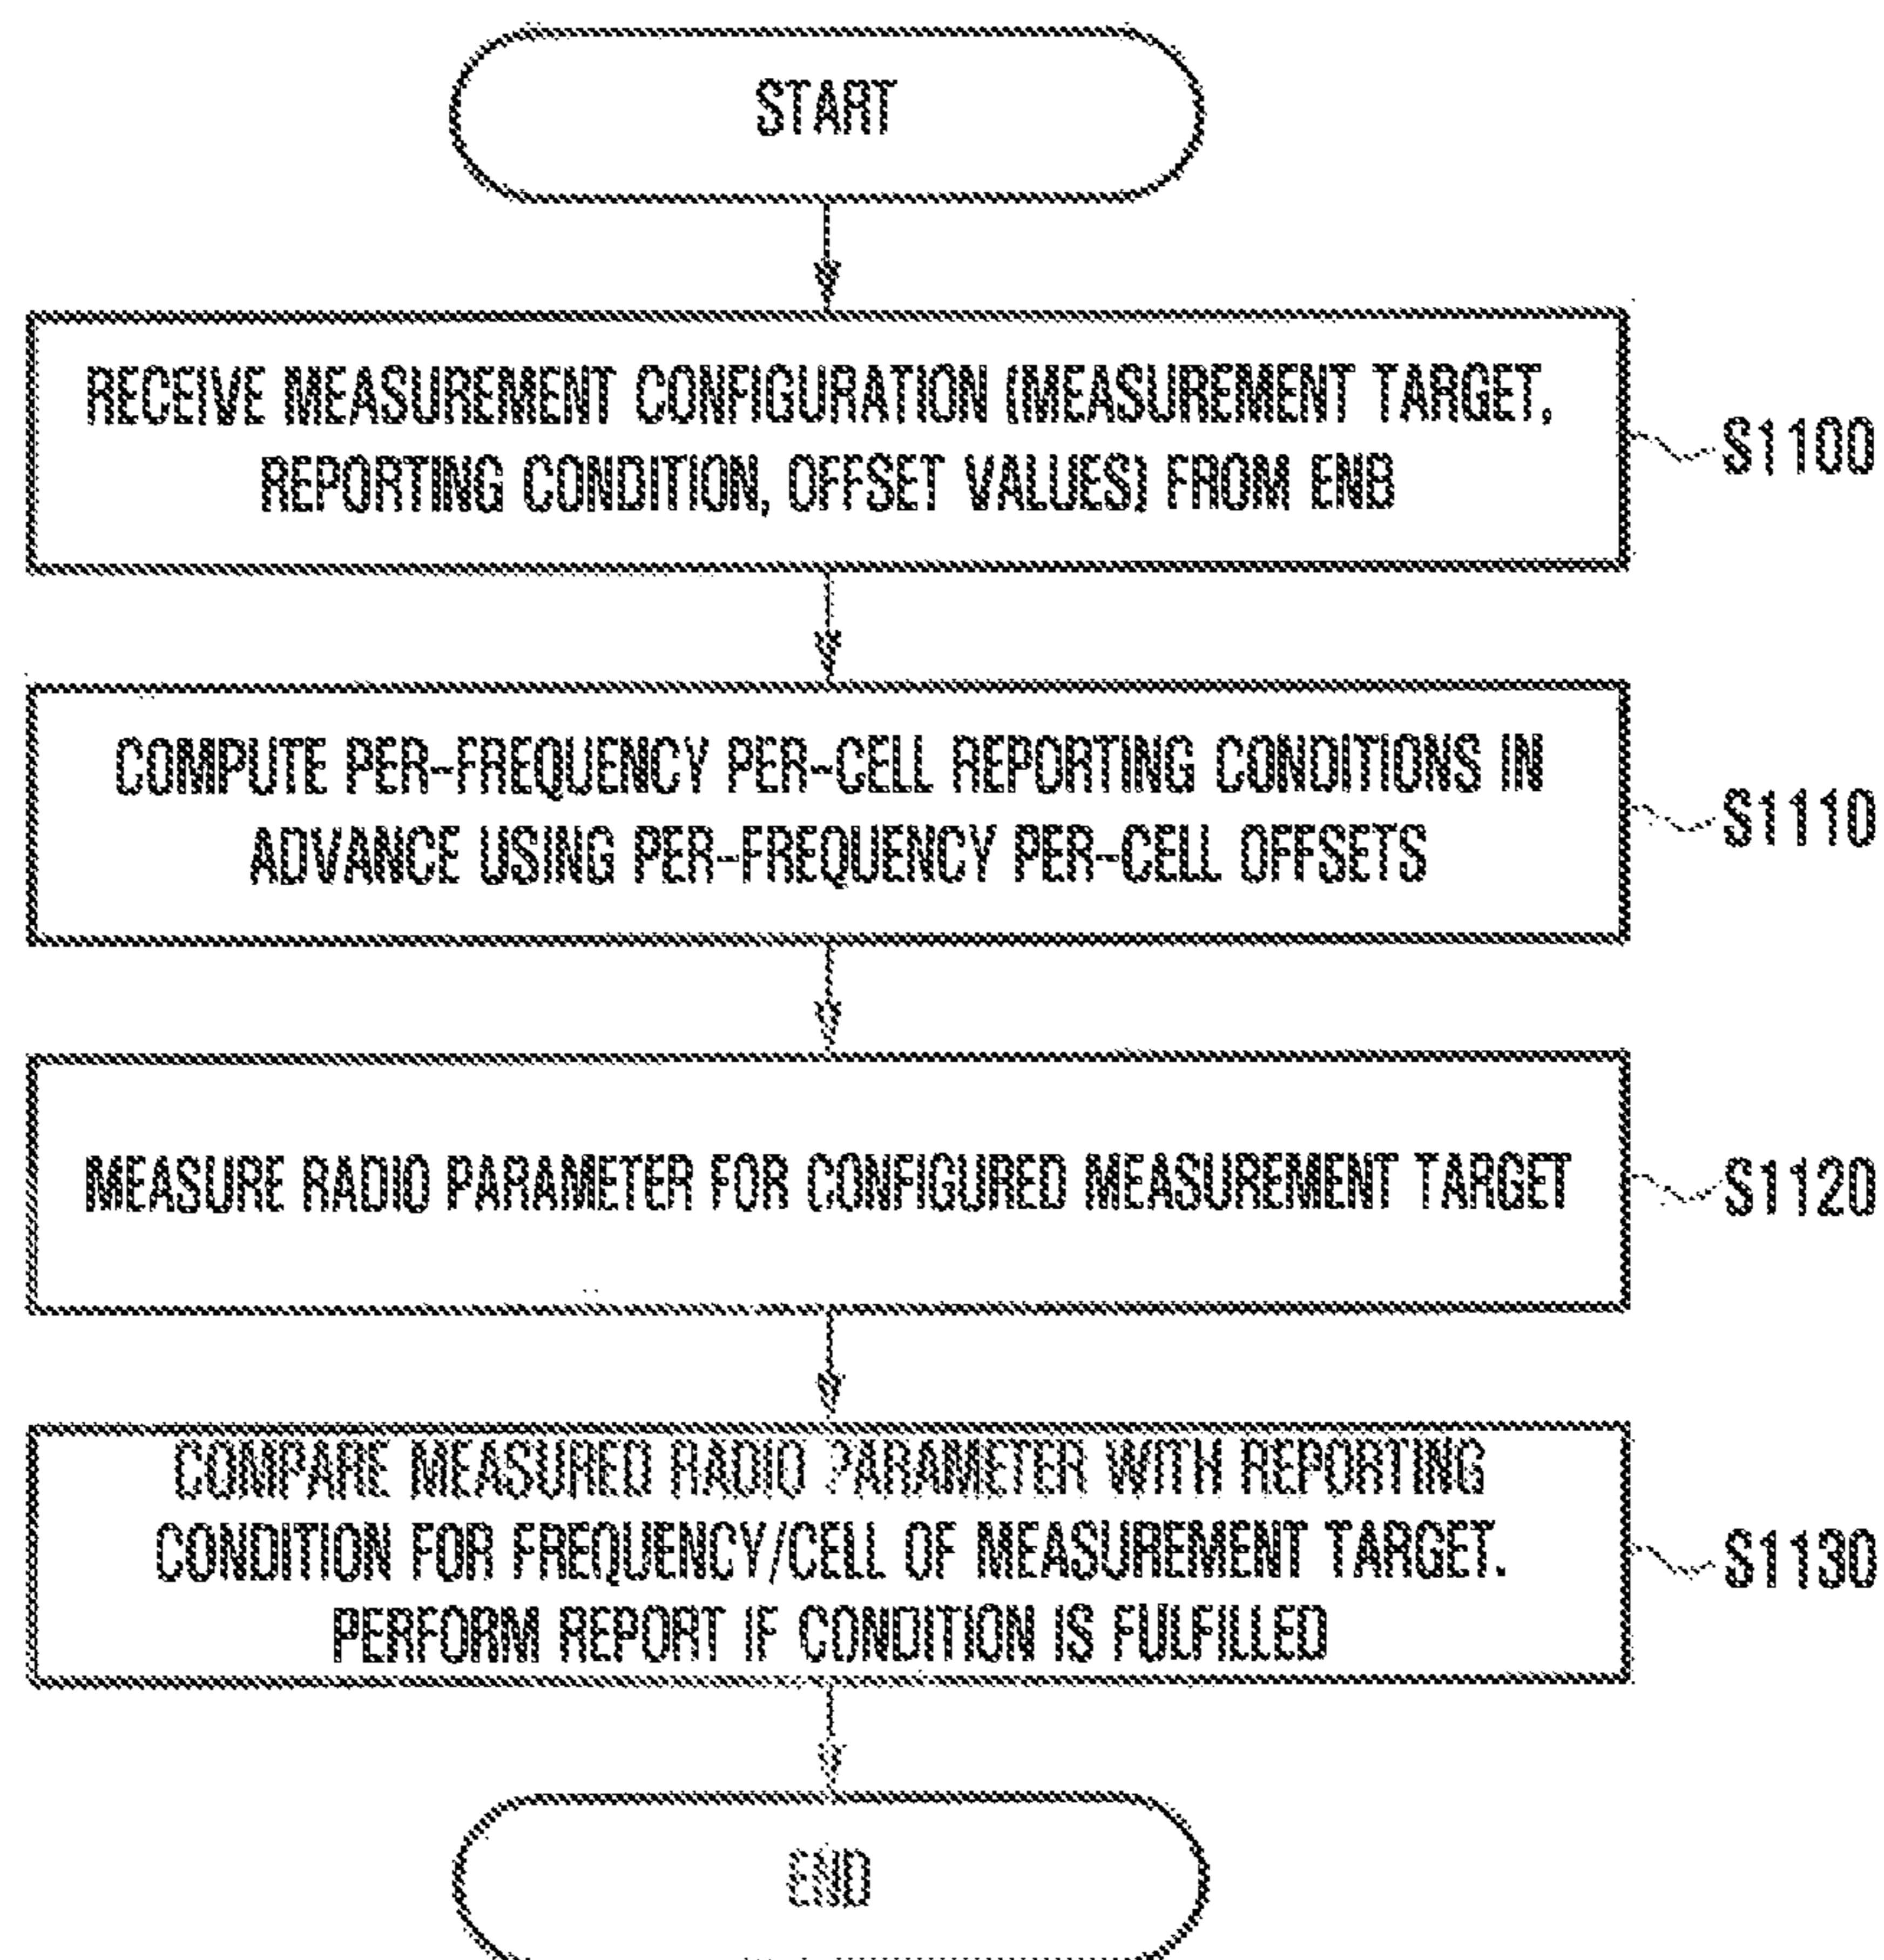 START
RECEIVE MEASUREMENT CONFIGURATION (MEASUREMENT TARGET,
REPORTING CONDITION, OFFSET VALUES) FROM ENB
S1100
COMPUTE PER-FREQUENCY PER-CELL REPORTING CONDITIONS IN
ADVANCE USING PER-FREQUENCY PER-CELL OFFSETS
S1110
MEASURE RADIO PARAMETER FOR CONFIGURED MEASUREMENT TARGET
S1120
COMPARE MEASURED RADIO PARAMETER WITH REPORTING
CONDITION FOR FREQUENCY/CELL OF MEASUREMENT TARGET.
PERFORM REPORT IF CONDITION IS FULFILLED
S1130
END